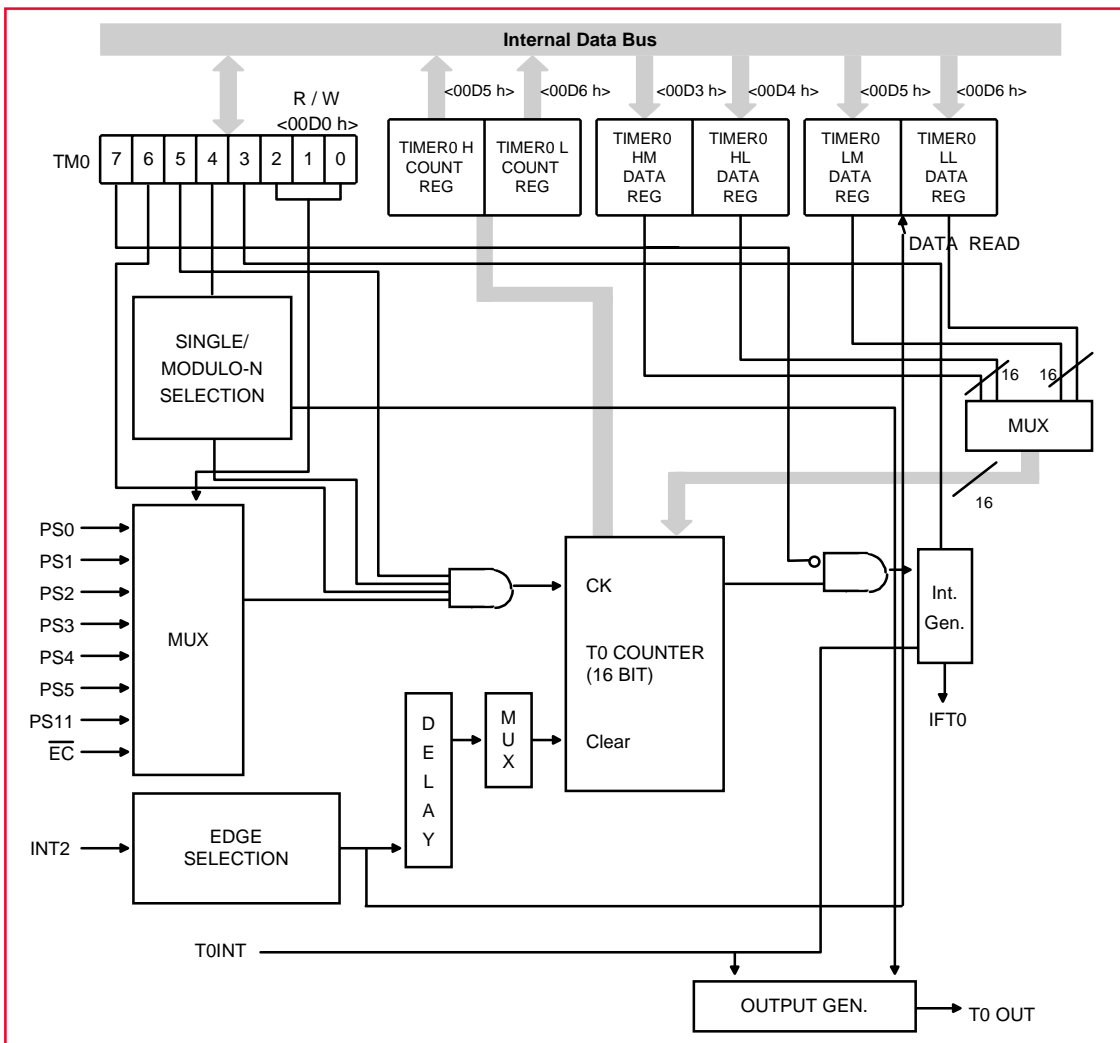 Internal Data Bus
R / W
<00D0 h>
<00D5 h>
<00D6 h>
<00D3 h>
<00D4 h>
<00D5 h>
<00D6 h>
TM0
7 6 5 4 3 2 1 0
TIMER0 H
COUNT
REG
TIMER0 L
COUNT
REG
TIMER0
HM
DATA
REG
TIMER0
HL
DATA
REG
TIMER0
LM
DATA
REG
TIMER0
LL
DATA
REG
DATA READ
SINGLE/
MODULO-N
SELECTION
16
16
MUX
16
PS0
PS1
PS2
PS3
PS4
PS5
PS11
EC
MUX
CK
T0 COUNTER
(16 BIT)
Clear
Int.
Gen.
IFT0
D
E
L
A
Y
M
U
X
INT2
EDGE
SELECTION
T0INT
OUTPUT GEN.
T0 OUT